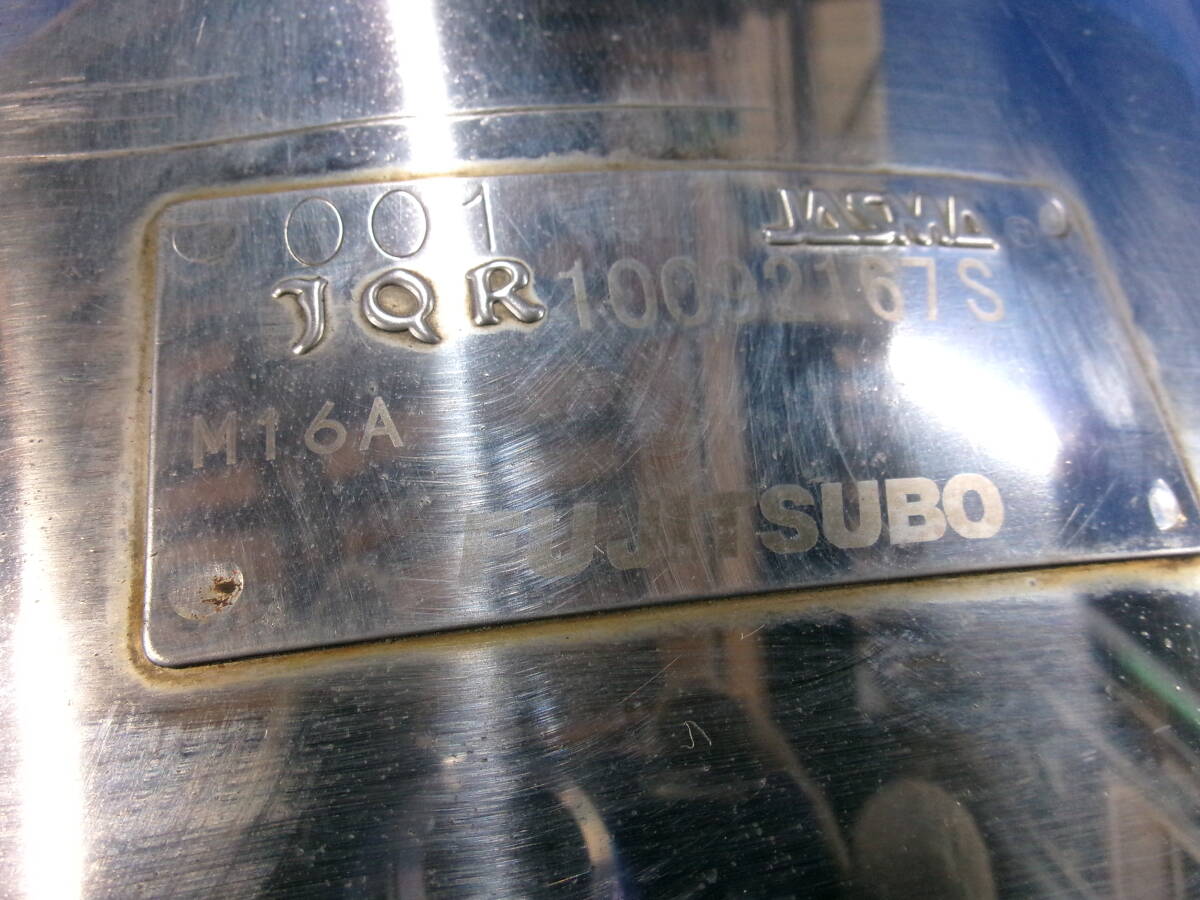 001 JASMA ®
JQR10092167S
M16A
FUJITSUBO